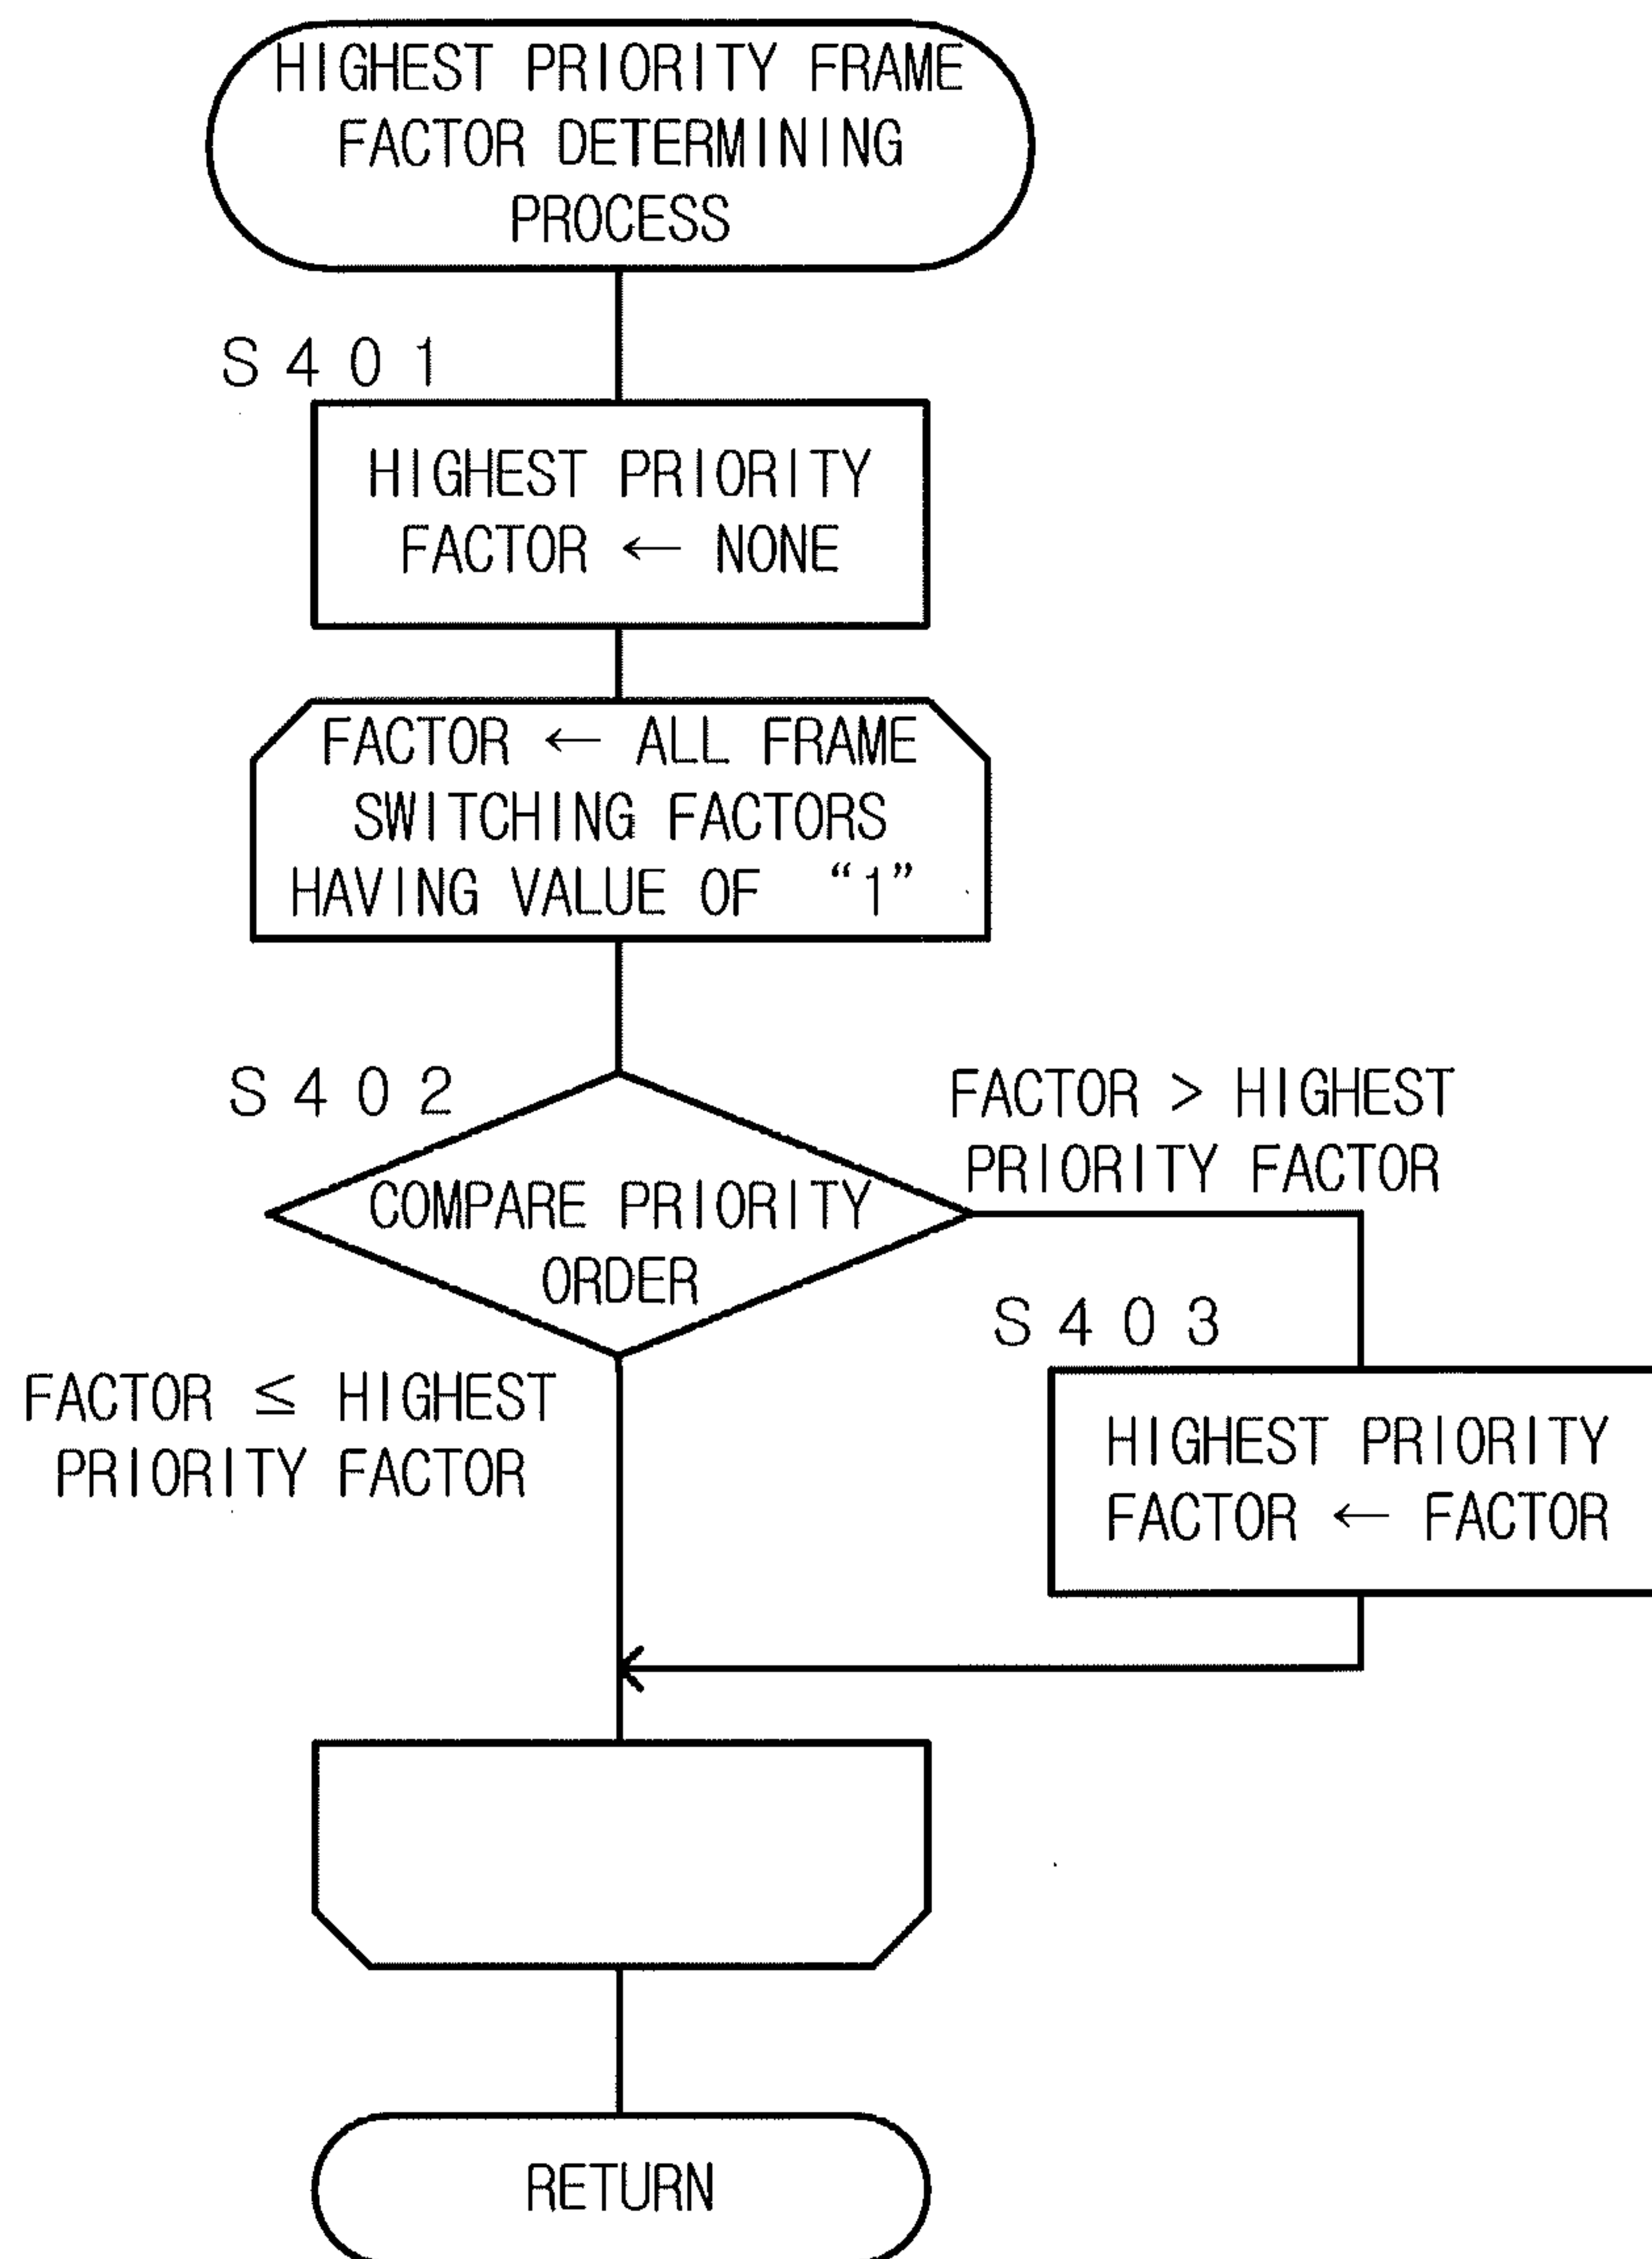 HIGHEST PRIORITY FRAME
FACTOR DETERMINING
PROCESS
S401
HIGHEST PRIORITY
FACTOR ← NONE
FACTOR ← ALL FRAME
SWITCHING FACTORS
HAVING VALUE OF “1”
S402
COMPARE PRIORITY
ORDER
FACTOR > HIGHEST
PRIORITY FACTOR
S403
HIGHEST PRIORITY
FACTOR ← FACTOR
FACTOR ≤ HIGHEST
PRIORITY FACTOR
RETURN